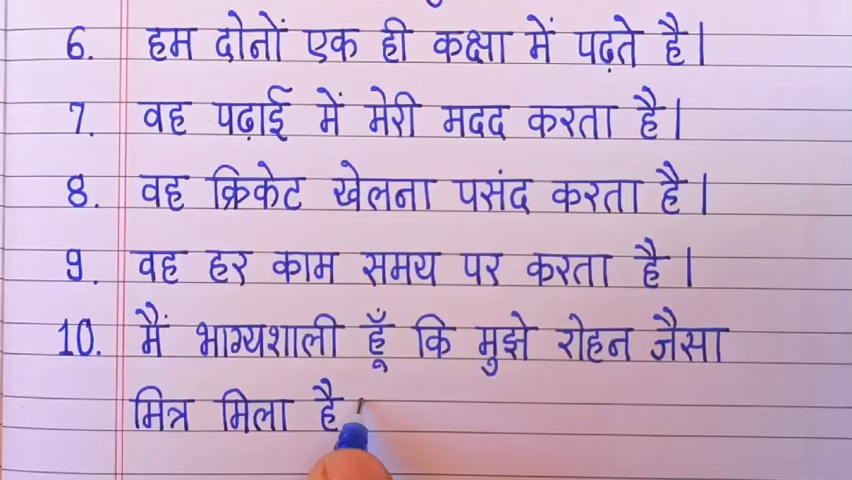 6. हम दोनों एक ही कक्षा में पढ़ते है।
7. वह पढ़ाई में मेरी मदद करता है।
8. वह क्रिकेट खेलना पसंद करता है।
9. वह हर काम समय पर करता है।
10. मैं भाग्यशाली हूँ कि मुझे रोहन जैसा
मित्र मिला है